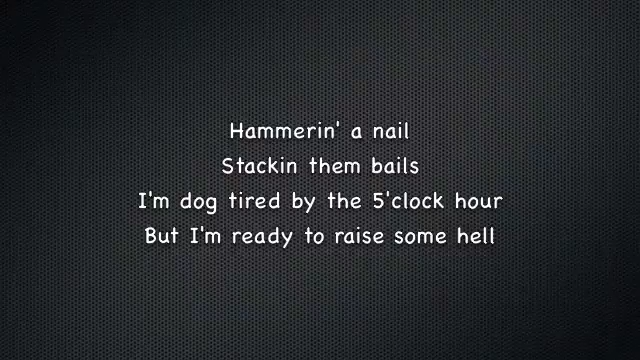 Hammerin' a nail
Stackin them bails
I'm dog tired by the 5'clock hour
But I'm ready to raise some hell